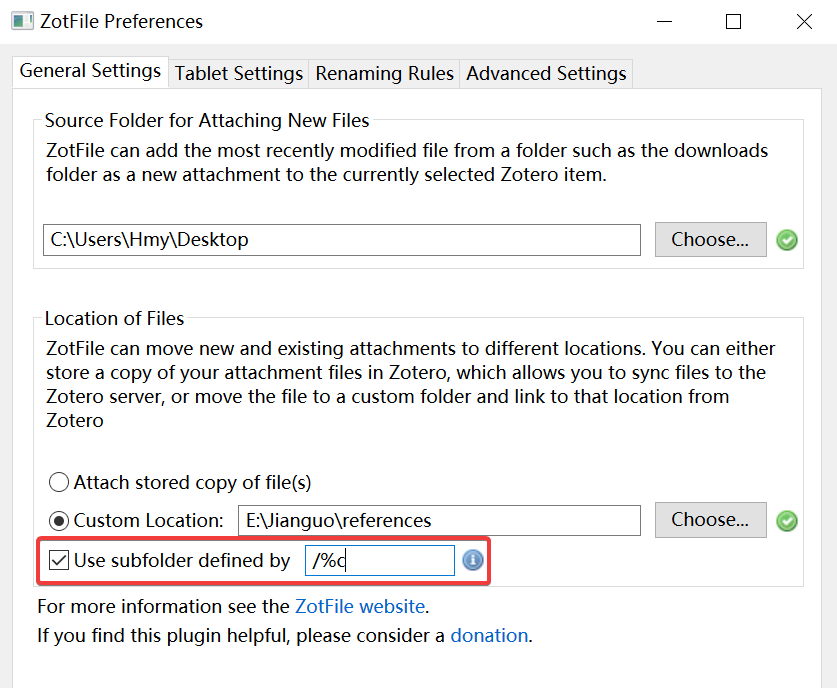 ZotFile Preferences
General Settings Tablet Settings Renaming Rules Advanced Settings
Source Folder for Attaching New Files
ZotFile can add the most recently modified file from a folder such as the downloads
folder as a new attachment to the currently selected Zotero item.
C:\Users\Hmy\Desktop Choose...
Location of Files
ZotFile can move new and existing attachments to different locations. You can either
store a copy of your attachment files in Zotero, which allows you to sync files to the
Zotero server, or move the file to a custom folder and link to that location from
Zotero
Attach stored copy of file(s)
Custom Location: E:\Jianguo\references Choose...
Use subfolder defined by /%c
For more information see the ZotFile website.
If you find this plugin helpful, please consider a donation.